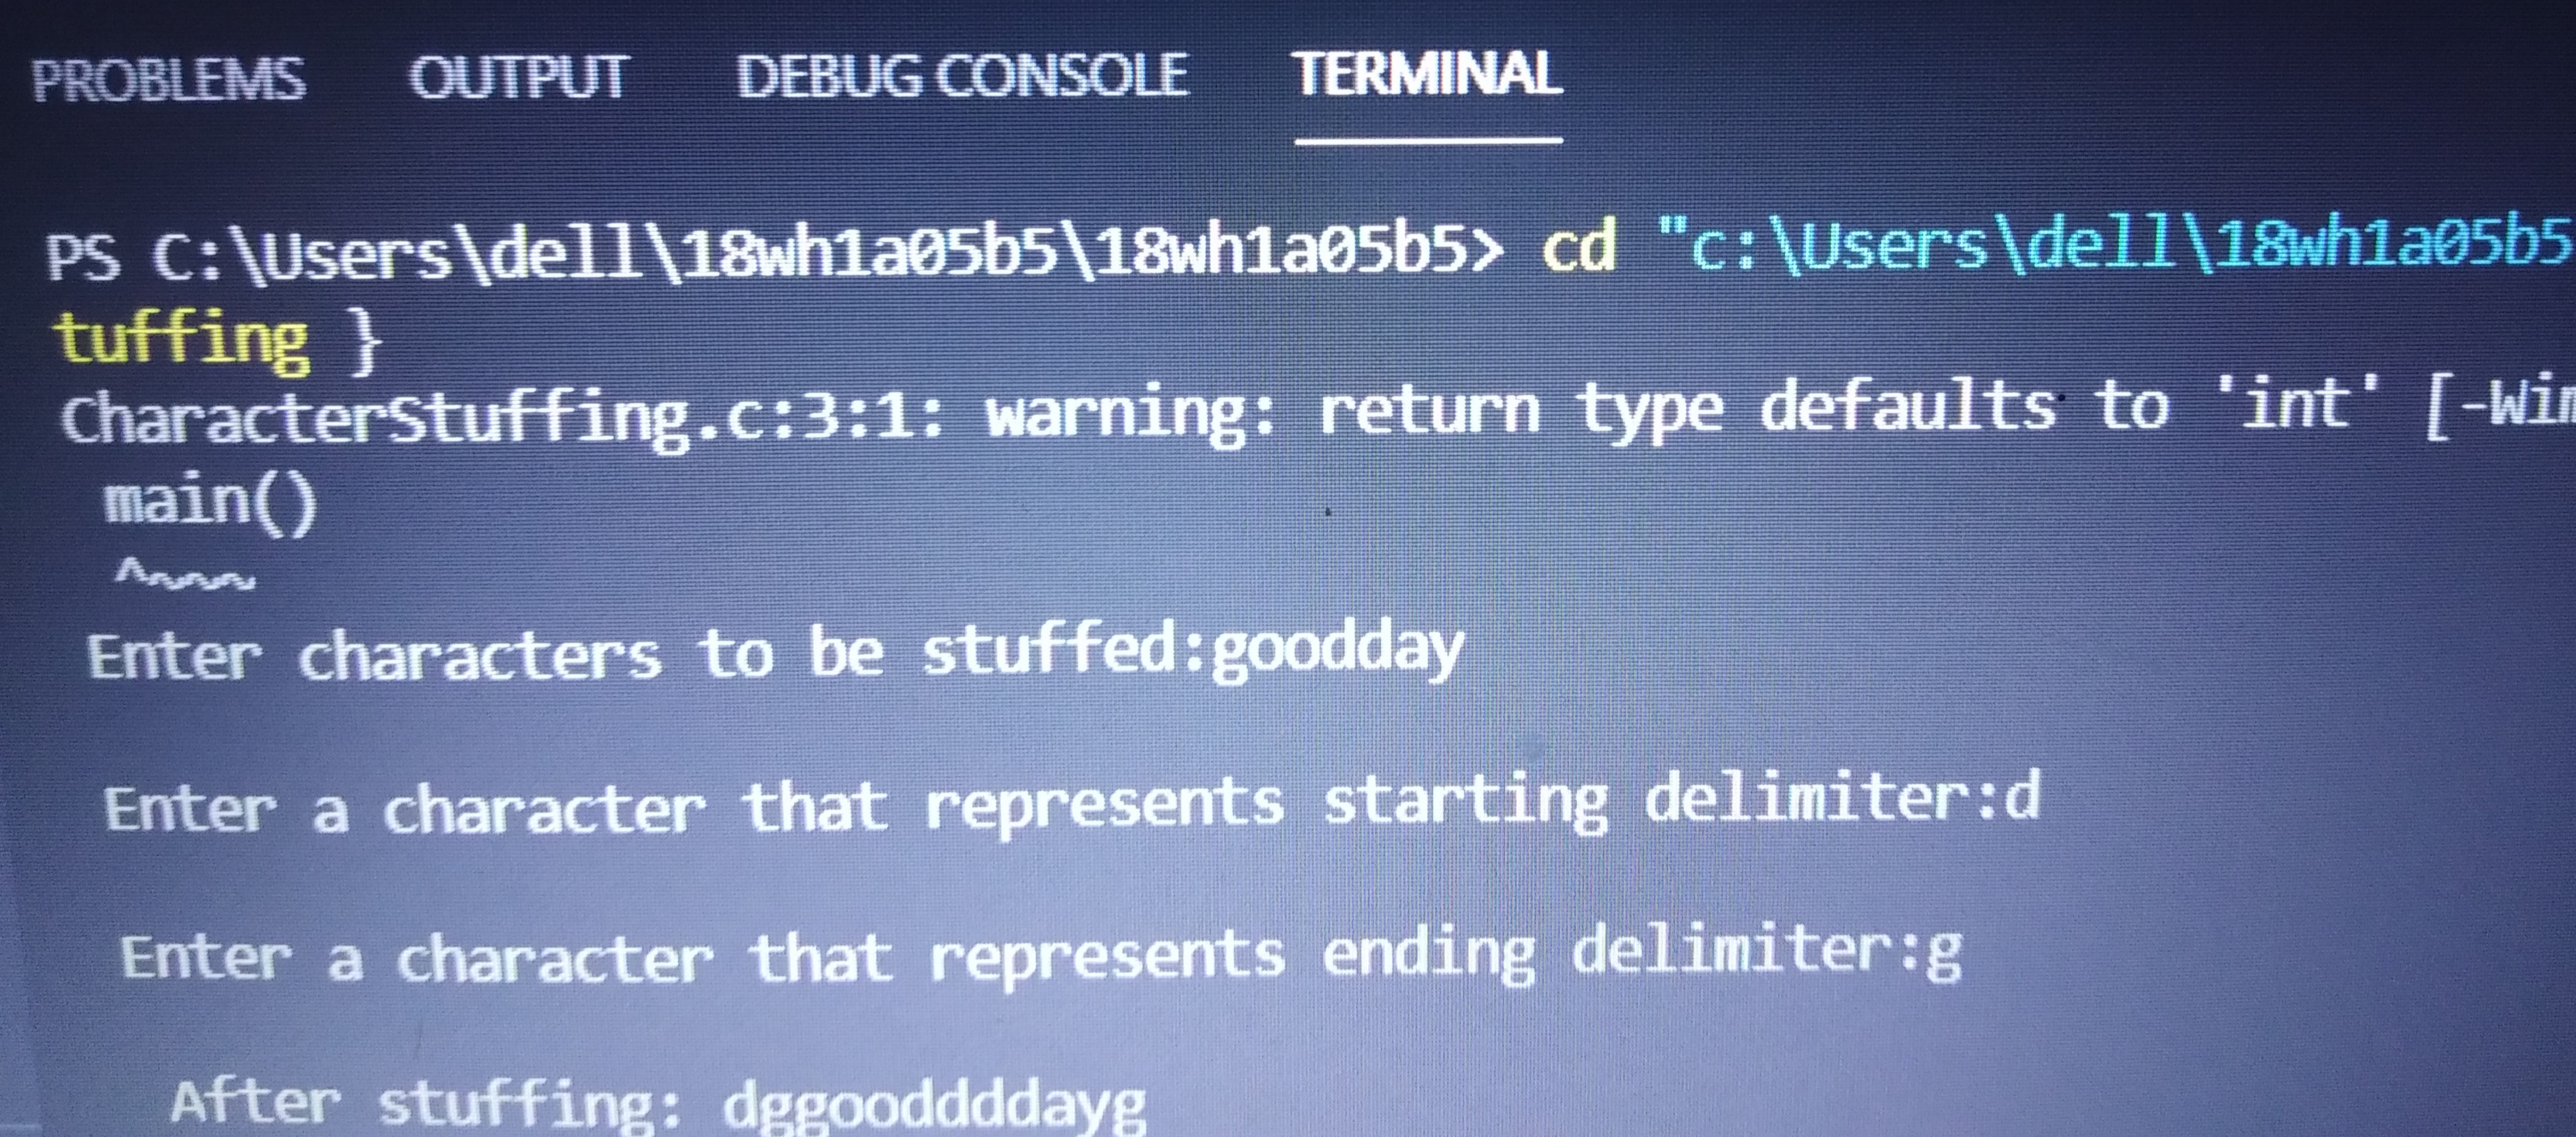 PROBLEMS OUTPUT DEBUG CONSOLE TERMINAL
PS C:\Users\dell\18wh1a05b5\18wh1a05b5> cd "c:\Users\dell\18wh1a05b5
tuffing }
CharacterStuffing.c:3:1: warning: return type defaults to 'int' [-Wim
main()
^~~~
Enter characters to be stuffed:goodday
Enter a character that represents starting delimiter:d
Enter a character that represents ending delimiter:g
After stuffing: dggooddddayg